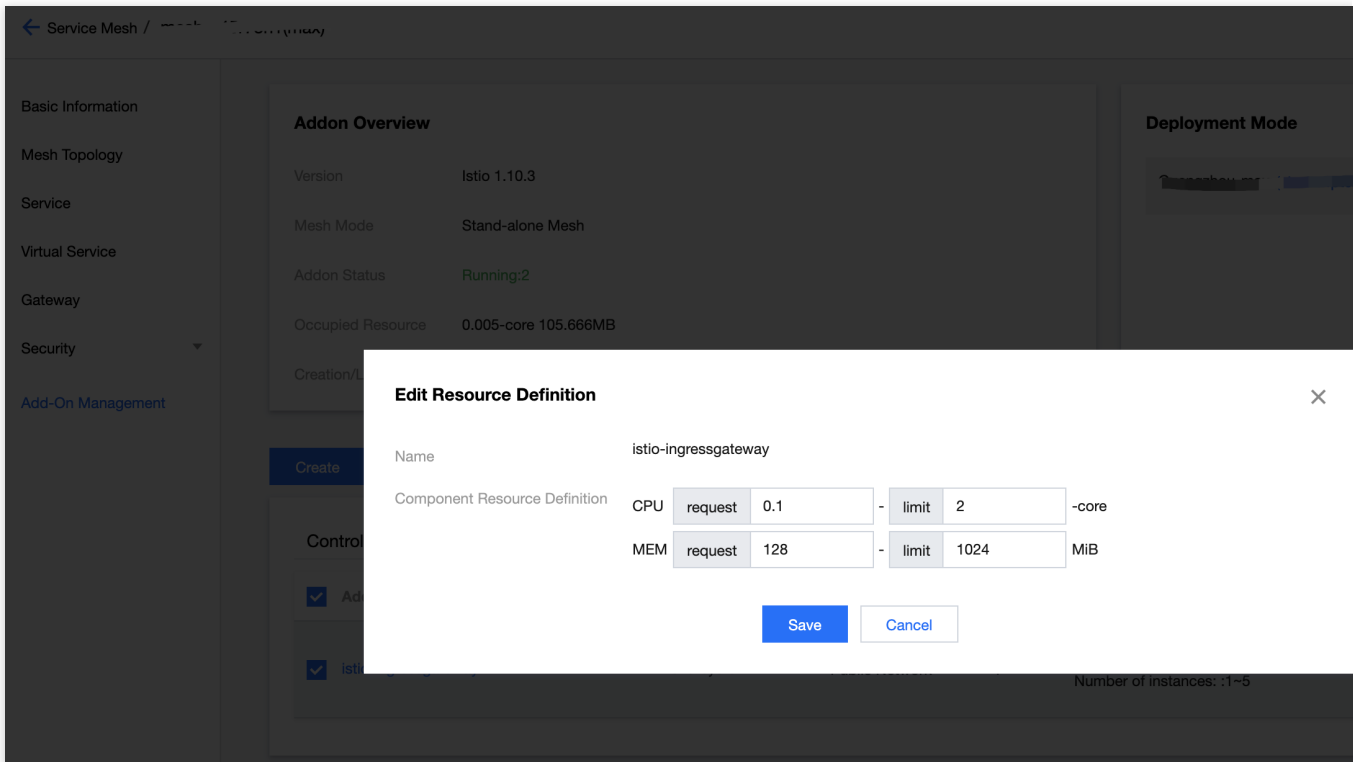 Service Mesh /
Basic Information
Mesh Topology
Service
Virtual Service
Gateway
Security
Add-On Management
Addon Overview
Version Istio 1.10.3
Mesh Mode Stand-alone Mesh
Addon Status Running:2
Occupied Resource 0.005-core 105.666MB
Creation/L
Deployment Mode
Create
Control
Edit Resource Definition
Name istio-ingressgateway
Component Resource Definition CPU request 0.1 - limit 2 -core
MEM request 128 - limit 1024 MiB
Save Cancel
Number of instances: :1~5